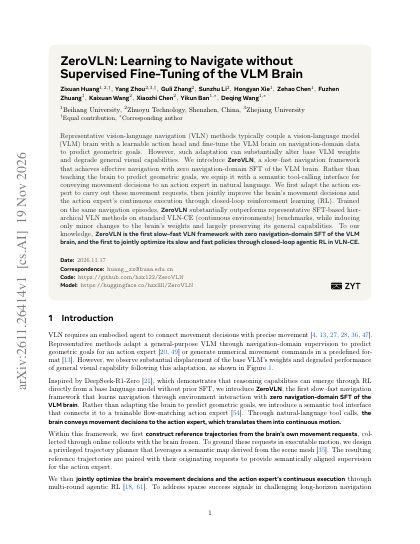 ZeroVLN: Learning to Navigate without
Supervised Fine-Tuning of the VLM Brain
Zixuan Huang1,2,†, Yang Zhou2,3,†, Guli Zhang2, Sunzhu Li2, Hongyan Xie1, Zehao Chen1, Fuzhen
Zhuang1, Kaixuan Wang2, Xiaozhi Chen2, Yikun Ban1,*, Deqing Wang1,*
1Beihang University, 2Zhuoyu Technology, Shenzhen, China, 3Zhejiang University
†Equal contribution, *Corresponding author
Representative vision-language navigation (VLN) methods typically couple a vision-language model
(VLM) brain with a learnable action head and fine-tune the VLM brain on navigation-data
to predict geometric goals. However, such adaptation can substantially alter base VLM weights
and degrade general visual capabilities. We introduce ZeroVLN, a slow-fast navigation framework
that achieves effective navigation with zero navigation-domain SFT of the VLM brain. Rather than
teaching the brain to predict geometric goals, we equip it with a semantic tool-calling interface for
conveying movement decisions to an action expert in natural language. We first adapt the action
expert to carry out these movement requests, then jointly improve the brain's movement decisions and
the action expert's continuous execution through closed-loop reinforcement learning (RL). Trained
on the same navigation episodes, ZeroVLN substantially outperforms representative SFT-based hier-
archical VLN methods on standard VLN-CE (continuous environments) benchmarks, while inducing
only minor changes to the brain's weights and largely preserving its general capabilities. To our
knowledge, ZeroVLN is the first slow-fast VLN framework with zero navigation-domain SFT of the VLM
brain, and the first to jointly optimize its slow and fast policies through closed-loop agentic RL in VLN-CE.
Date: 2026.11.17
Correspondence: huang_zx@buaa.edu.cn
Code: https://github.com/hzx122/ZeroVLN
Model: https://huggingface.co/hzxBUAA/ZeroVLN
ZYT
arXiv:2611.26414v1 [cs.AI] 19 Nov 2026
1 Introduction
VLN requires an embodied agent to connect movement decisions with precise movement [4, 13, 27, 28, 36, 47].
Representative methods adapt a general-purpose VLM through navigation supervision to predict
geometric goals for an action expert [20, 49] or generate numerical movement commands in a predefined for-
mat [13]. However, we observe substantial displacement of the base VLM's weights and degraded performance
of general visual capability following this adaptation, as shown in Figure 1.
Inspired by DeepSeek-R1-Zero [21], which demonstrates that reasoning capabilities can emerge through RL
directly from a base language model without prior SFT, we introduce ZeroVLN, the first slow-fast navigation
framework that learns navigation through environment interaction with zero navigation-domain SFT of the
VLM brain. Rather than adapting the brain to predict geometric goals, we introduce a semantic tool interface
that connects it to a trainable flow-matching action expert [54]. Through natural-language tool calls, the
brain conveys movement decisions to the action expert, which translates them into continuous motion.
Within this framework, we first construct reference trajectories from the brain's own movement requests, col-
lected through online rollouts with the brain frozen. To ground these requests in executable motion, we design
a privileged trajectory planner that leverages a semantic map derived from the scene mesh [35]. The resulting
reference trajectories are paired with their originating requests to provide semantically aligned supervision
for the action expert.
We then jointly optimize the brain's movement decisions and the action expert's continuous execution through
multi-round agentic RL [18, 61]. To address sparse success signals in challenging long-horizon navigation
1